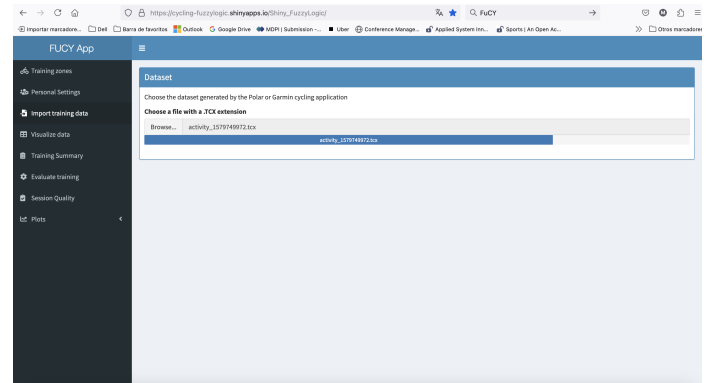 https://cycling-fuzzylogic.shinyapps.io/Shiny_FuzzyLogic/
FuCY
Importar marcadore... Dell Barra de favoritos Outlook Google Drive MDPI | Submission -... Uber Conference Manage... Applied System Inn... Sports | An Open Ac... Otros marcadores
FUCY App
Training zones
Personal Settings
Import training data
Visualize data
Training Summary
Evaluate training
Session Quality
Plots
Dataset
Choose the dataset generated by the Polar or Garmin cycling application
Choose a file with a .TCX extension
Browse... activity_1579749972.tcx
activity_1579749972.tcx